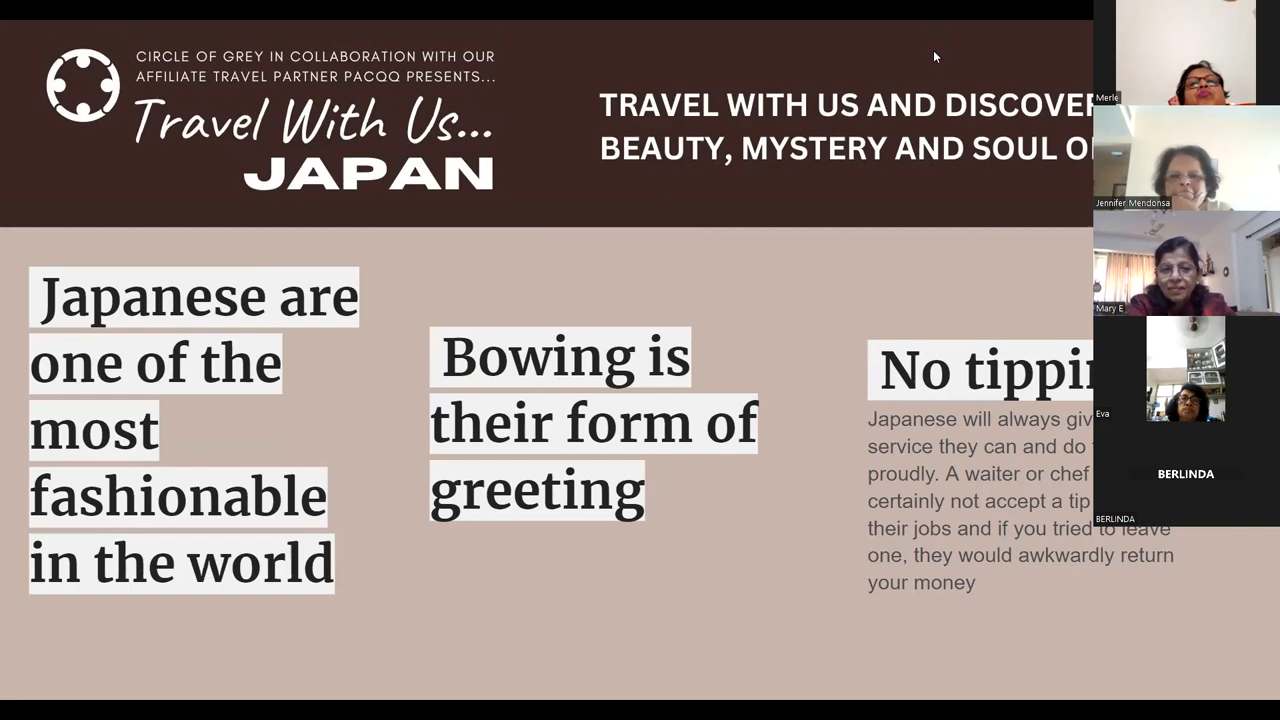 CIRCLE OF GREY IN COLLABORATION WITH OUR
AFFILIATE TRAVEL PARTNER PACQQ PRESENTS...
Travel With Us...
JAPAN
TRAVEL WITH US AND DISCOVER
BEAUTY, MYSTERY AND SOUL
Japanese are
one of the
most
fashionable
in the world
Bowing is
their form of
greeting
No
Japanese will always
service they can and do
proudly. A waiter or chef
certainly not accept a tip
their jobs and if you tried to leave
one, they would awkwardly return
your money
Merle
Jennifer Mendonsa
Mary E
Eva
BERLINDA
BERLINDA